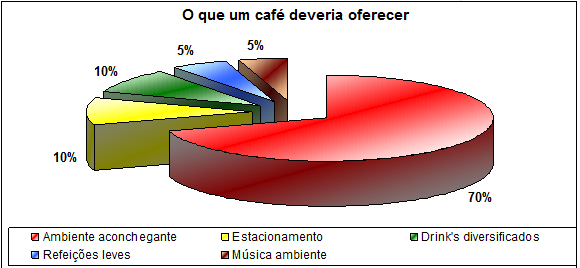 O que um café deveria oferecer
5%
5%
10%
10%
70%
Ambiente aconchegante
Estacionamento
Drink's diversificados
Refeições leves
Música ambiente